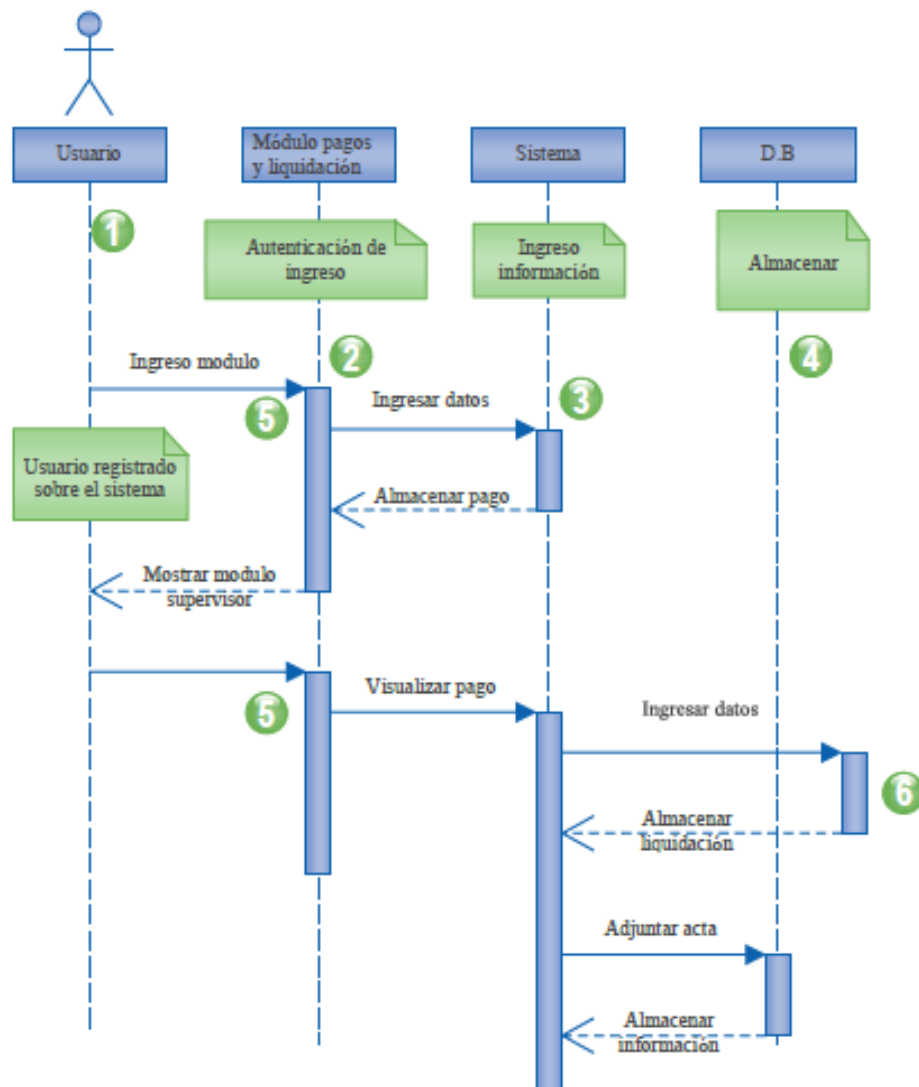 Usuario
Módulo pagos
y liquidación
Sistema
D.B
1
Autenticación de
ingreso
Ingreso
información
Almacenar
Ingreso modulo
2
4
5
Ingresar datos
3
Usuario registrado
sobre el sistema
Almacenar pago
Mostrar modulo
supervisor
5
Visualizar pago
Ingresar datos
6
Almacenar
liquidación
Adjuntar acta
Almacenar
información